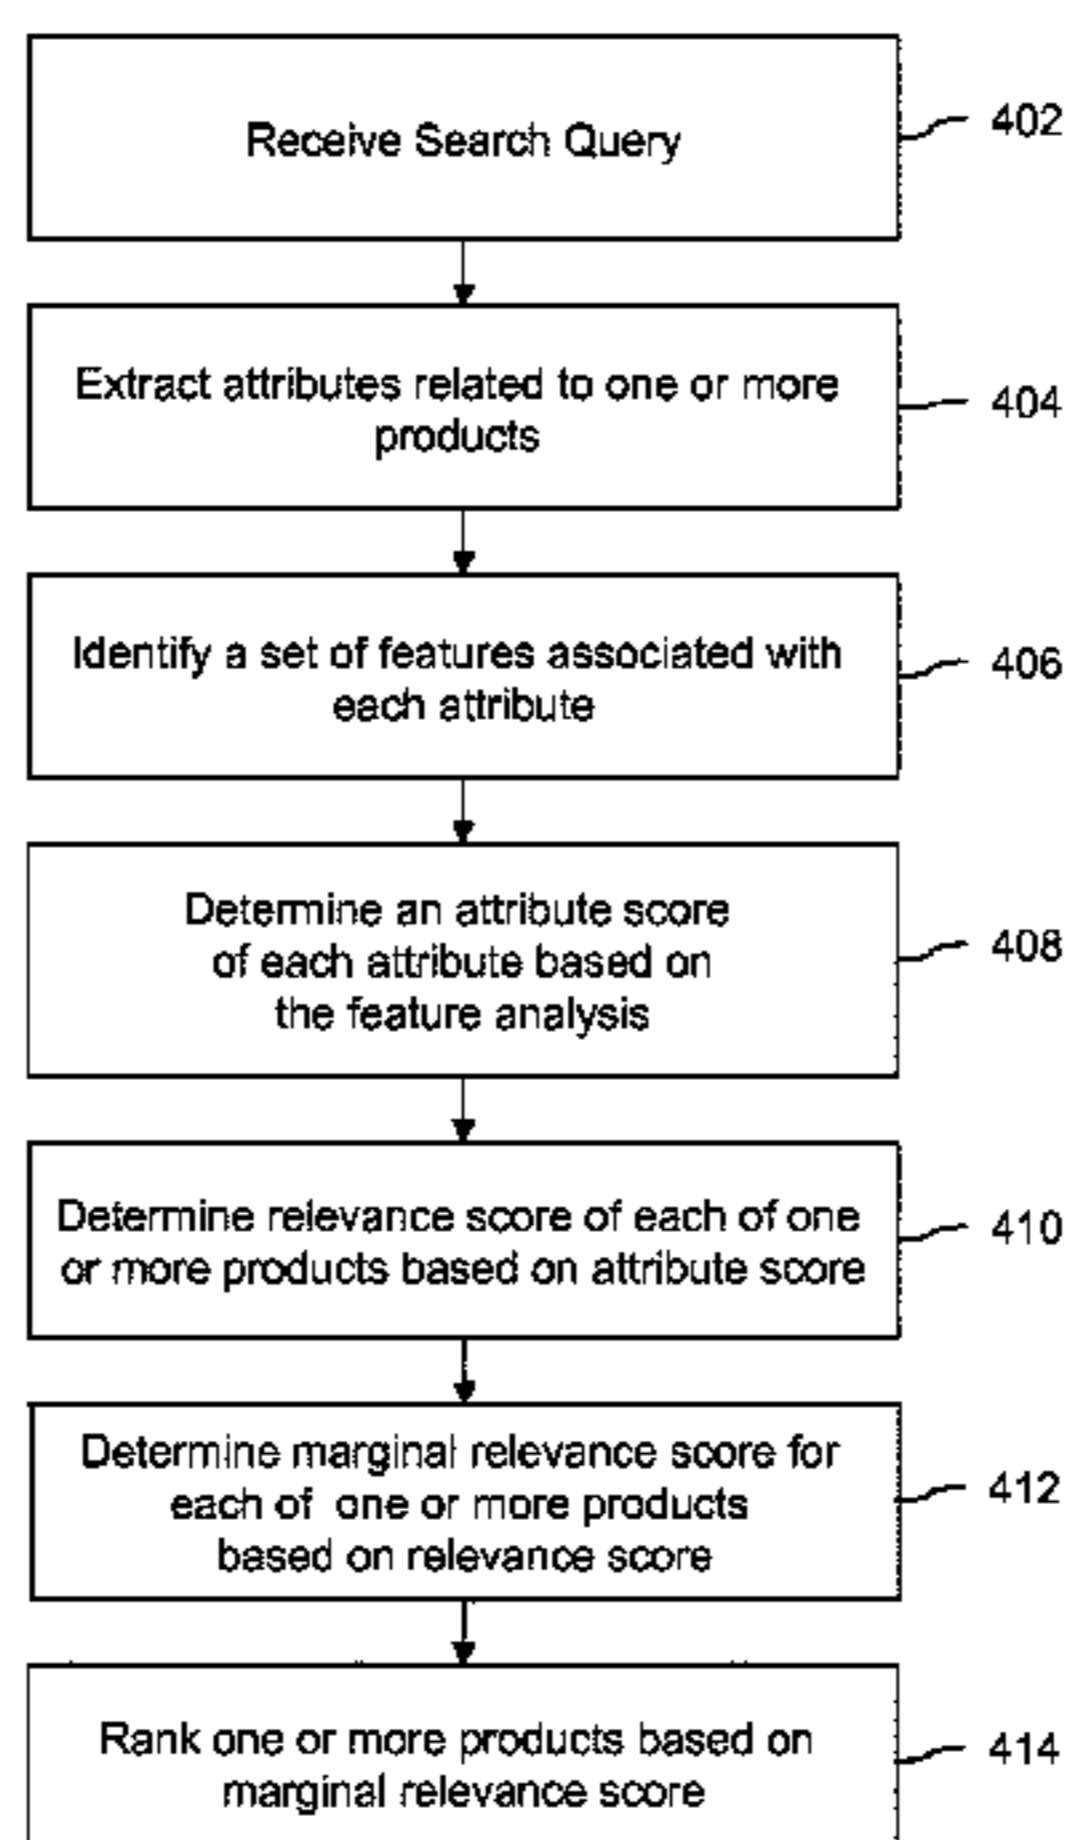 Receive Search Query
402
Extract attributes related to one or more
products
404
Identify a set of features associated with
each attribute
406
Determine an attribute score
of each attribute based on
the feature analysis
408
Determine relevance score of each of one
or more products based on attribute score
410
Determine marginal relevance score for
each of one or more products
based on relevance score
412
Rank one or more products based on
marginal relevance score
414